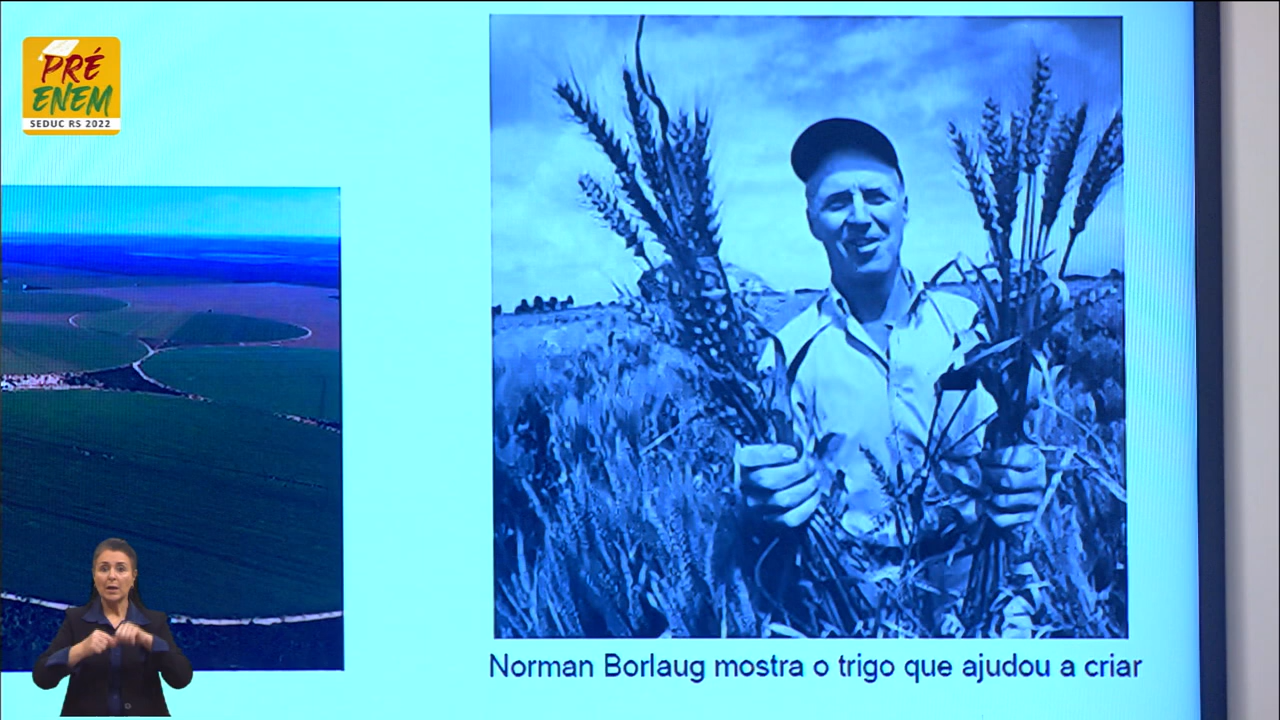 PRÉ
ENEM
SEDUC RS 2022
Norman Borlaug mostra o trigo que ajudou a criar